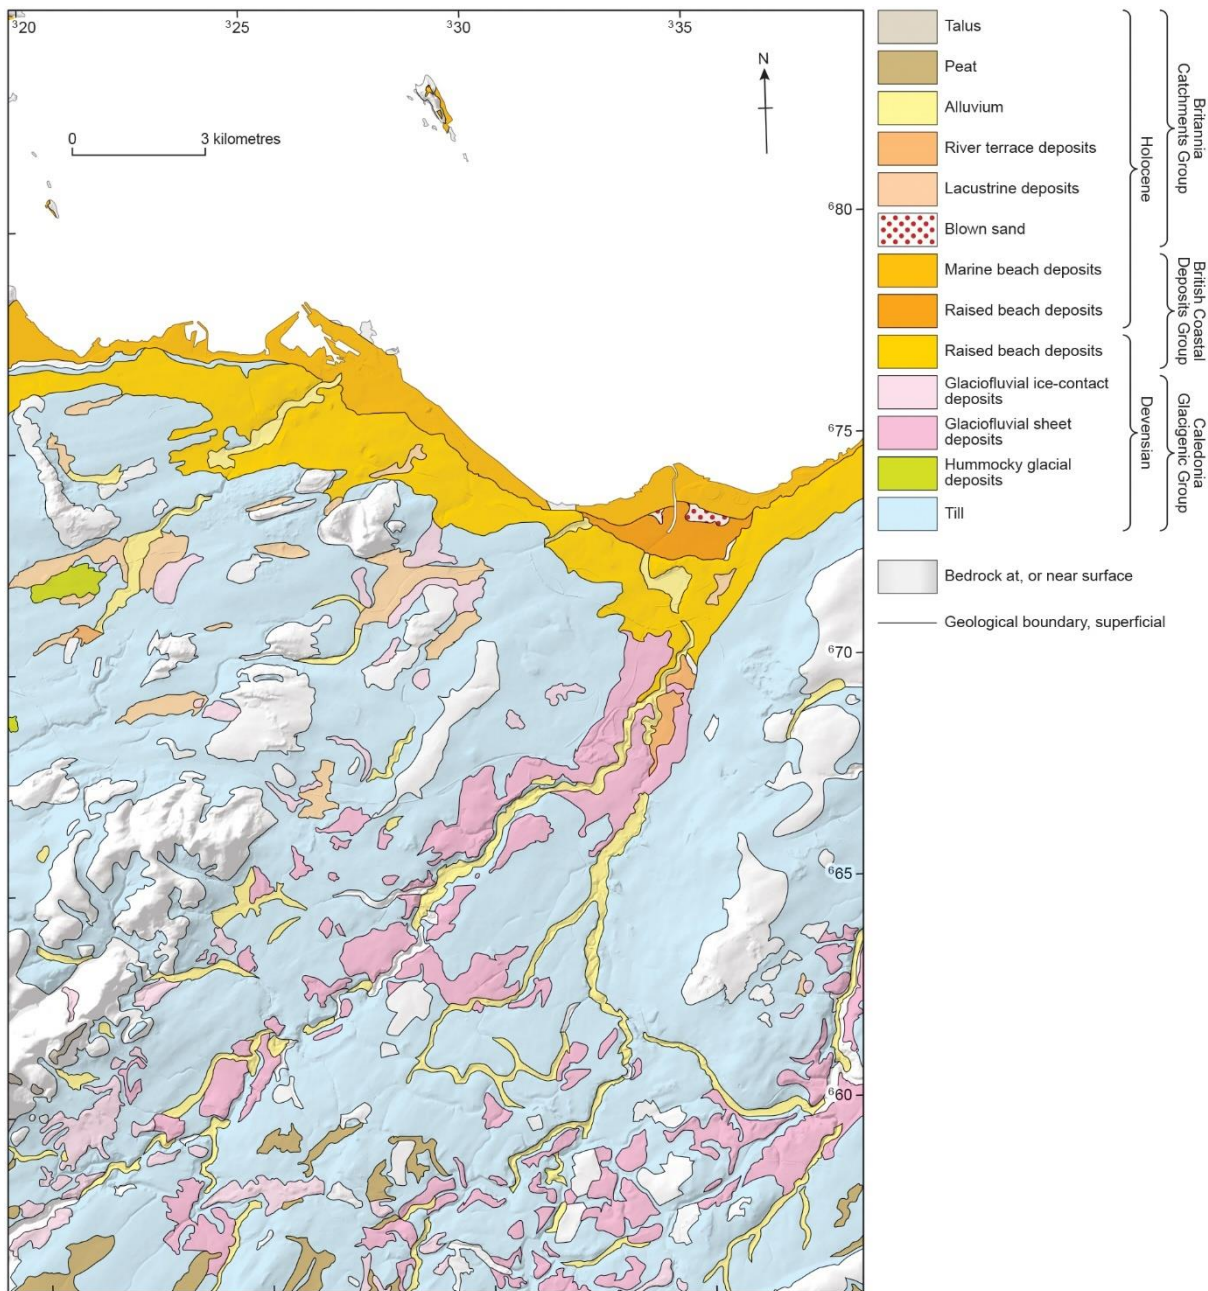 ³20
³25
³30
³35
N
0 3 kilometres
⁶80
⁶75
⁶70
⁶65
⁶60
Talus
Peat
Alluvium
River terrace deposits
Lacustrine deposits
Blown sand
Marine beach deposits
Raised beach deposits
Raised beach deposits
Glaciofluvial ice-contact
deposits
Glaciofluvial sheet
deposits
Hummocky glacial
deposits
Till
Bedrock at, or near surface
Geological boundary, superficial
Holocene
Devensian
Britannia
Catchments Group
British Coastal
Deposits Group
Caledonia
Glacigenic Group